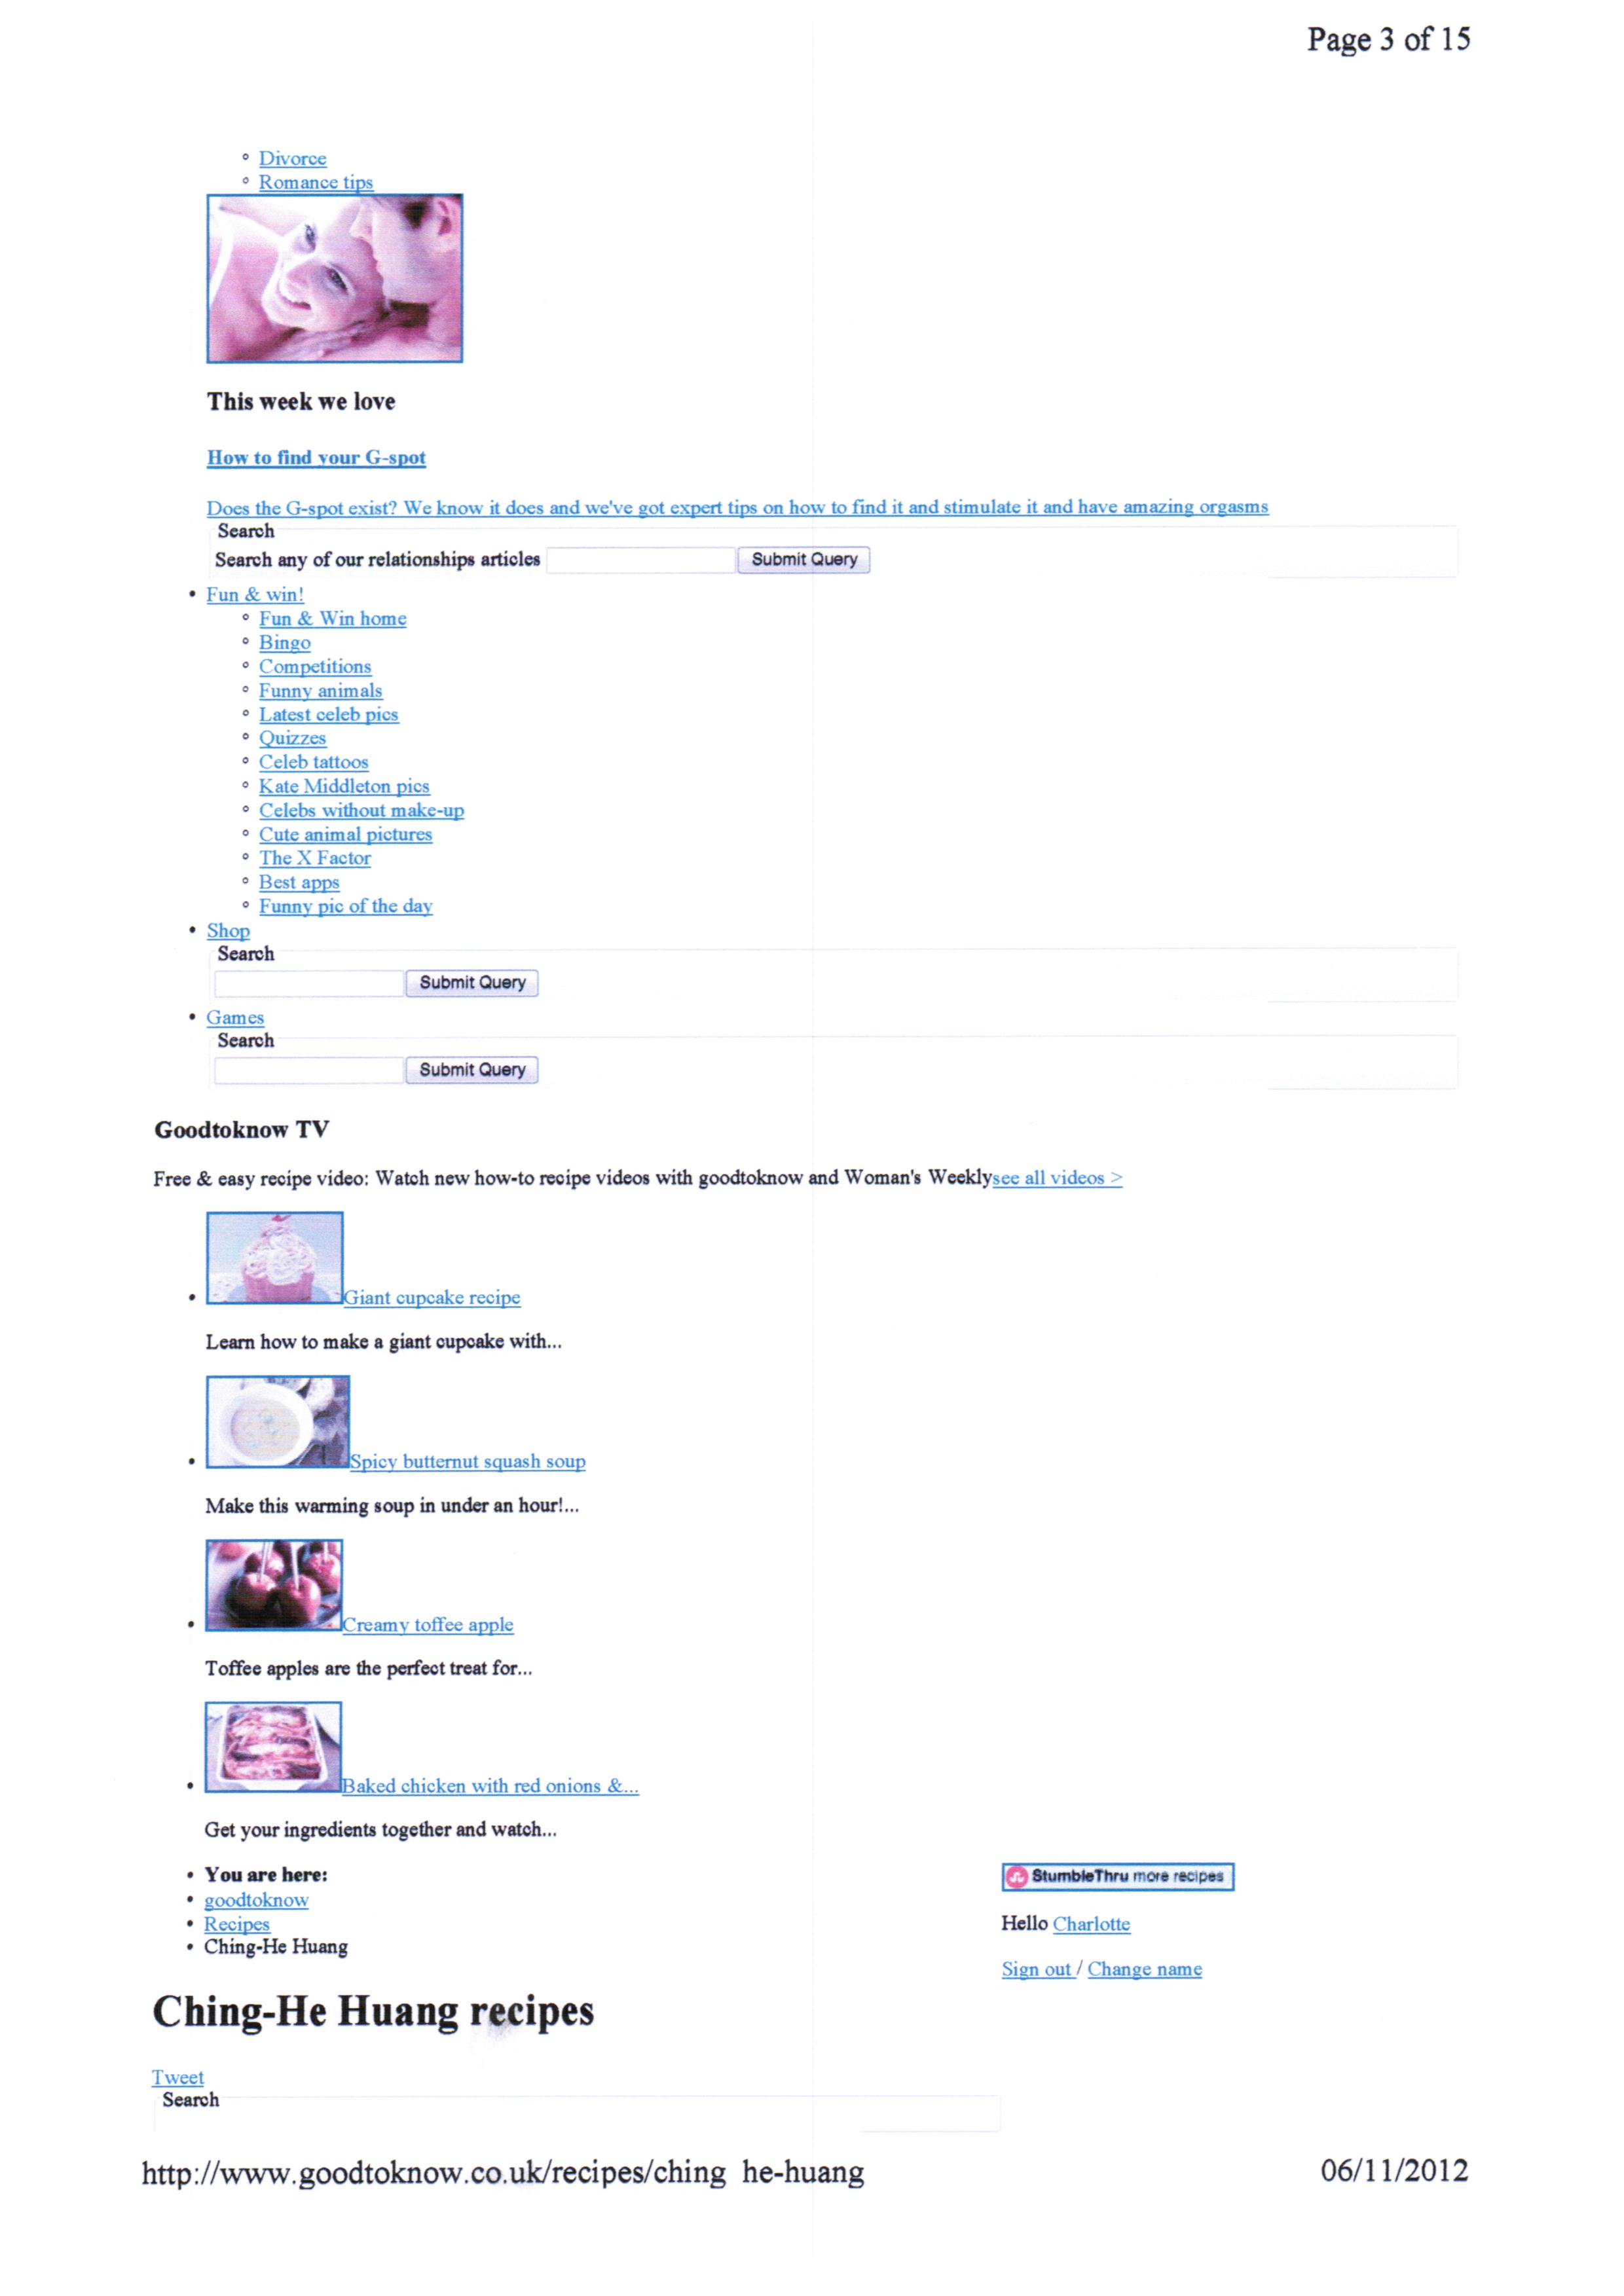 Page 3 of 15
Divorce
Romance tips
This week we love
How to find your G-spot
Does the G-spot exist? We know it does and we've got expert tips on how to find it and stimulate it and have amazing orgasms
Search
Search any of our relationships articles Submit Query
Fun & win!
Fun & Win home
Bingo
Competitions
Funny animals
Latest celeb pics
Quizzes
Celeb tattoos
Kate Middleton pics
Celebs without make-up
Cute animal pictures
The X Factor
Best apps
Funny pic of the day
Shop
Search
Submit Query
Games
Search
Submit Query
Goodtoknow TV
Free & easy recipe video: Watch new how-to recipe videos with goodtoknow and Woman's Weeklysee all videos >
Giant cupcake recipe
Learn how to make a giant cupcake with...
Spicy butternut squash soup
Make this warming soup in under an hour!...
Creamy toffee apple
Toffee apples are the perfect treat for...
Baked chicken with red onions &...
Get your ingredients together and watch...
You are here:
goodtoknow
Recipes
Ching-He Huang
StumbleThru more recipes
Hello Charlotte
Sign out / Change name
Ching-He Huang recipes
Tweet
Search
http://www.goodtoknow.co.uk/recipes/ching he-huang
06/11/2012